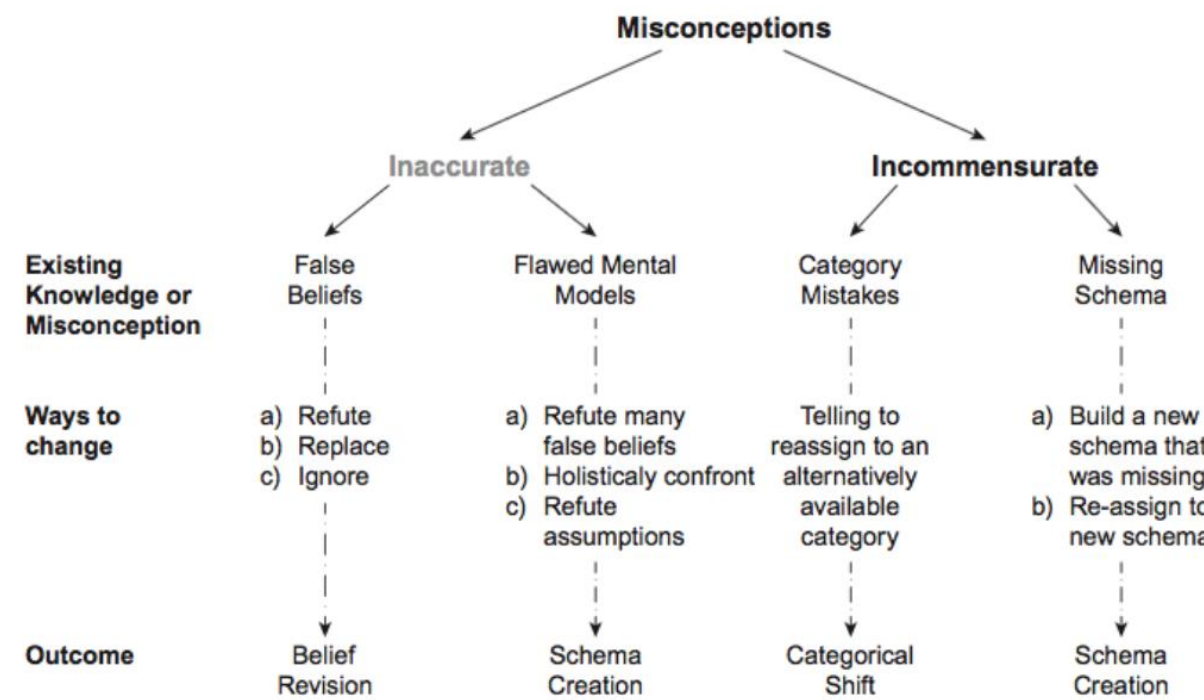 Misconceptions
Inaccurate
Incommensurate
Existing
Knowledge or
Misconception
False
Beliefs
Flawed Mental
Models
Category
Mistakes
Missing
Schema
Ways to
change
a) Refute
b) Replace
c) Ignore
a) Refute many
false beliefs
b) Holisticaly confront
c) Refute
assumptions
Telling to
reassign to an
alternatively
available
category
a) Build a new
schema that
was missing
b) Re-assign to
new schema
Outcome
Belief
Revision
Schema
Creation
Categorical
Shift
Schema
Creation